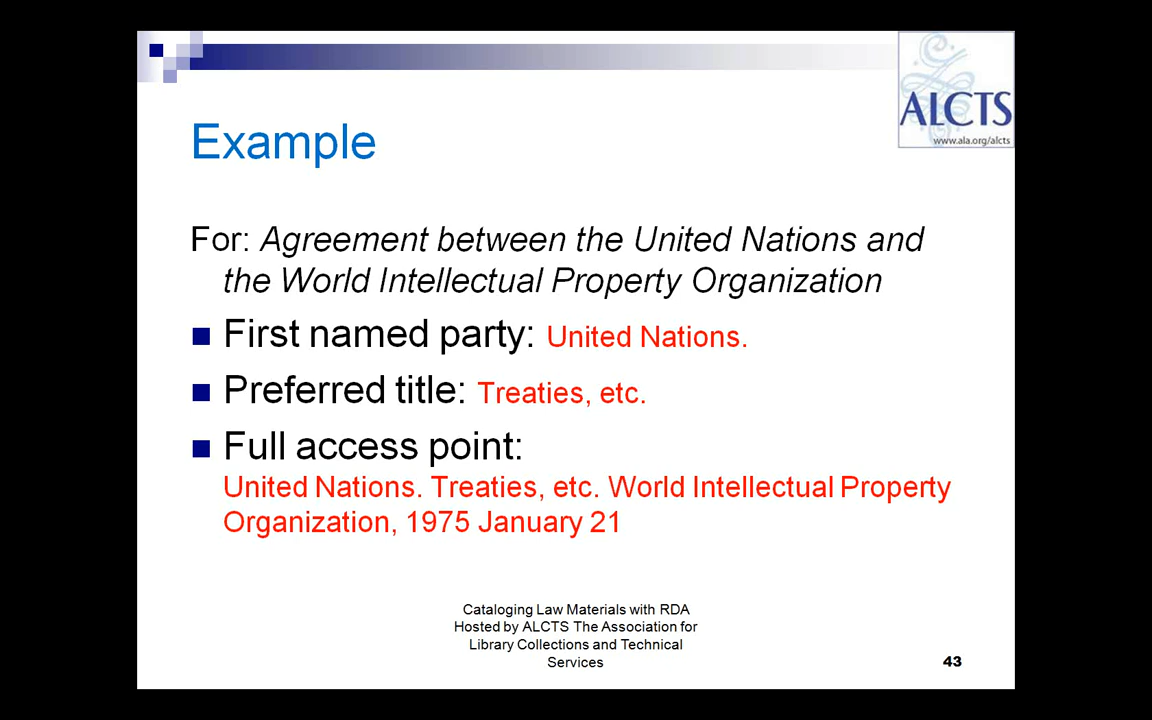 ALCTS
www.ala.org/alcts
Example
For: Agreement between the United Nations and
the World Intellectual Property Organization
First named party: United Nations.
Preferred title: Treaties, etc.
Full access point:
United Nations. Treaties, etc. World Intellectual Property
Organization, 1975 January 21
Cataloging Law Materials with RDA
Hosted by ALCTS The Association for
Library Collections and Technical
Services
43